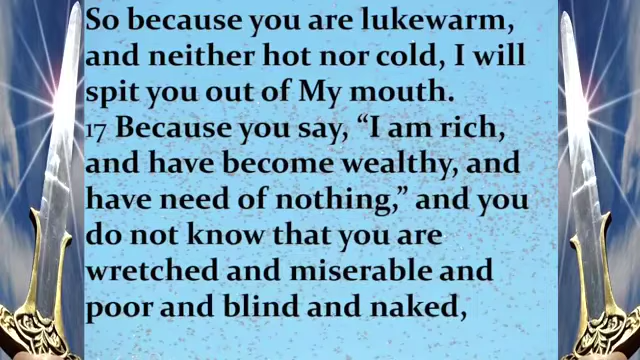 So because you are lukewarm,
and neither hot nor cold, I will
spit you out of My mouth.
17 Because you say, “I am rich,
and have become wealthy, and
have need of nothing,” and you
do not know that you are
wretched and miserable and
poor and blind and naked,